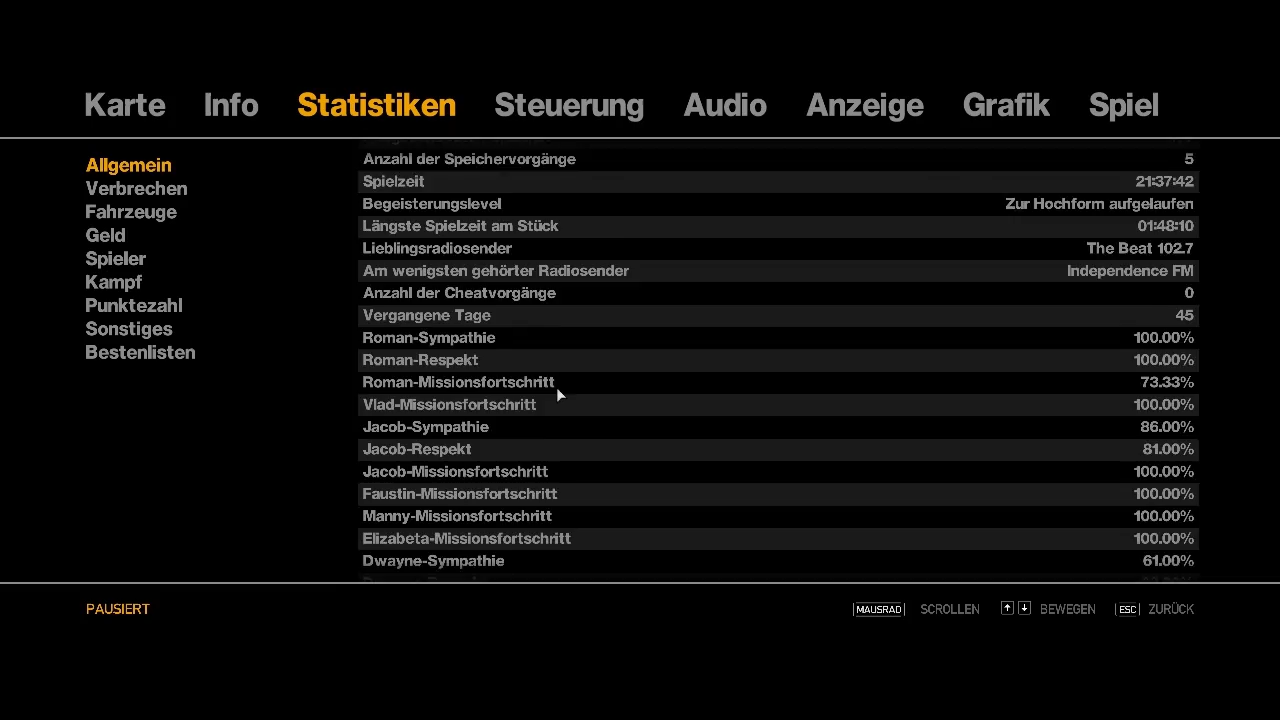 Karte Info Statistiken Steuerung Audio Anzeige Grafik Spiel
Allgemein
Verbrechen
Fahrzeuge
Geld
Spieler
Kampf
Punktezahl
Sonstiges
Bestenlisten
Anzahl der Speichervorgänge 5
Spielzeit 21:37:42
Begeisterungslevel Zur Hochform aufgelaufen
Längste Spielzeit am Stück 01:48:10
Lieblingsradiosender The Beat 102.7
Am wenigsten gehörter Radiosender Independence FM
Anzahl der Cheatvorgänge 0
Vergangene Tage 45
Roman-Sympathie 100.00%
Roman-Respekt 100.00%
Roman-Missionsfortschritt 73.33%
Vlad-Missionsfortschritt 100.00%
Jacob-Sympathie 86.00%
Jacob-Respekt 81.00%
Jacob-Missionsfortschritt 100.00%
Faustin-Missionsfortschritt 100.00%
Manny-Missionsfortschritt 100.00%
Elizabeta-Missionsfortschritt 100.00%
Dwayne-Sympathie 61.00%
PAUSIERT
MAUSRAD SCROLLEN ↑ ↓ BEWEGEN ESC ZURÜCK